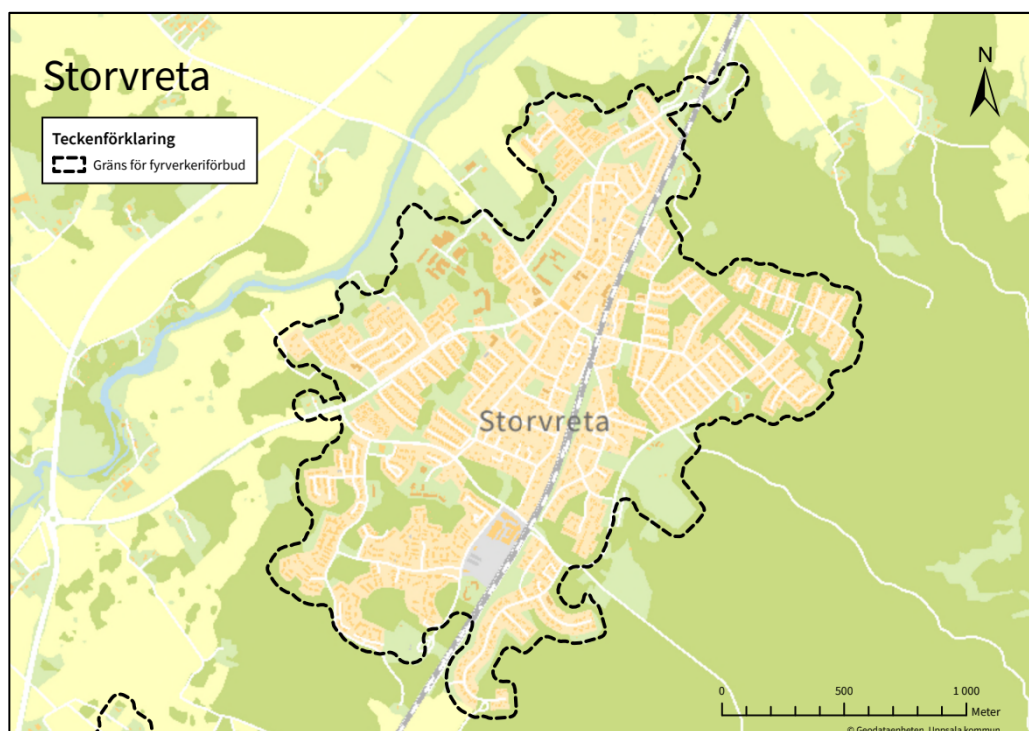 Storvreta
N
Teckenförklaring
Gräns för fyrverkeriförbud
Storvreta
0 500 1 000
Meter
© Geodataenheten, Uppsala kommun